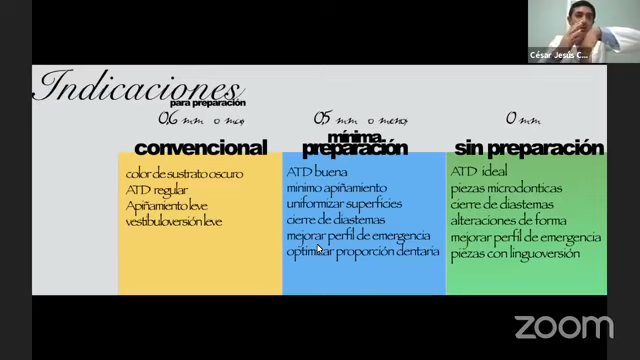 César Jesús C...
Indicaciones
para preparación
0,6 mm o mas
convencional
color de sustrato oscuro
ATD regular
Apiñamiento leve
vestibuloversión leve
0,5 mm o menos
mínima
preparación
ATD buena
minimo apiñamiento
uniformizar superficies
cierre de diastemas
mejorar perfil de emergencia
optimizar proporción dentaria
0 mm
sin preparación
ATD ideal
piezas microdonticas
cierre de diastemas
alteraciones de forma
mejorar perfil de emergencia
piezas con linguoversión
zoom